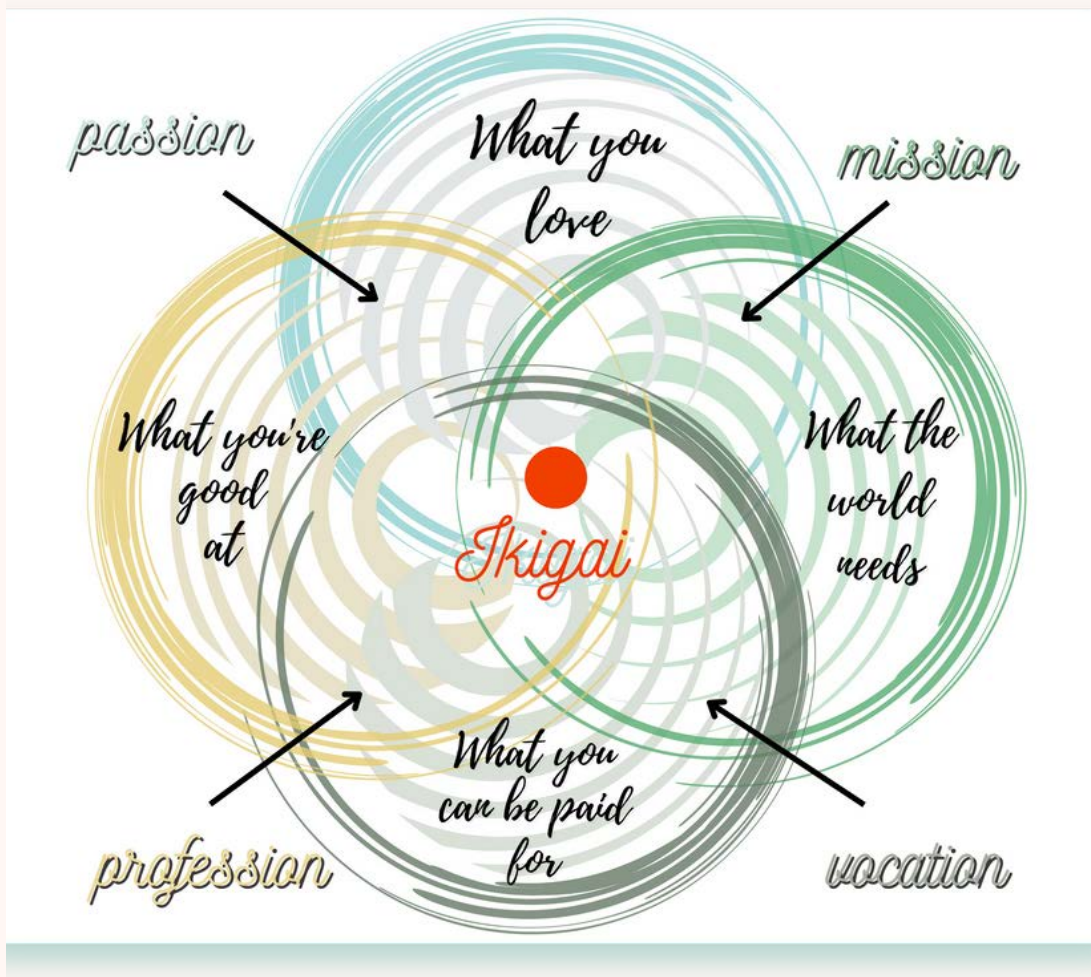 passion
What you
love
mission
What you're
good
at
What the
world
needs
Ikigai
What you
can be paid
for
profession
vocation